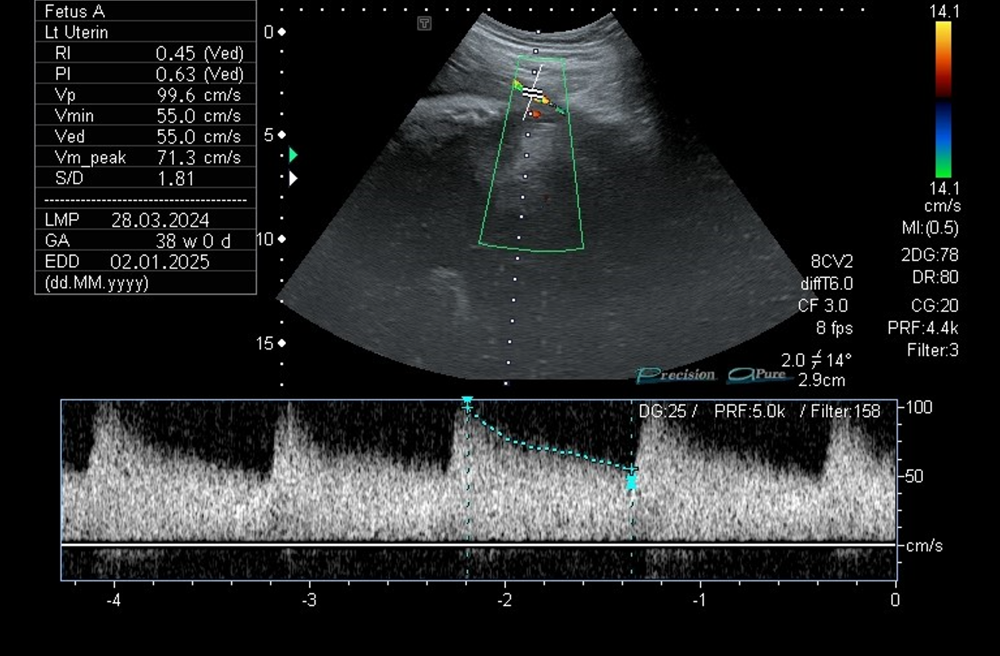 Fetus A
Lt Uterin
RI 0.45 (Ved)
PI 0.63 (Ved)
Vp 99.6 cm/s
Vmin 55.0 cm/s
Ved 55.0 cm/s
Vm_peak 71.3 cm/s
S/D 1.81
LMP 28.03.2024
GA 38 w 0 d
EDD 02.01.2025
(dd.MM.yyyy)
T
0
5
10
15
14.1
14.1
cm/s
MI:(0.5)
8CV2 2DG:78
diffT6.0 DR:80
CF 3.0 CG:20
8 fps PRF:4.4k
Filter:3
2.0 14°
2.9cm
Precision APure
DG:25 / PRF:5.0k / Filter:158
100
50
cm/s
-4 -3 -2 -1 0